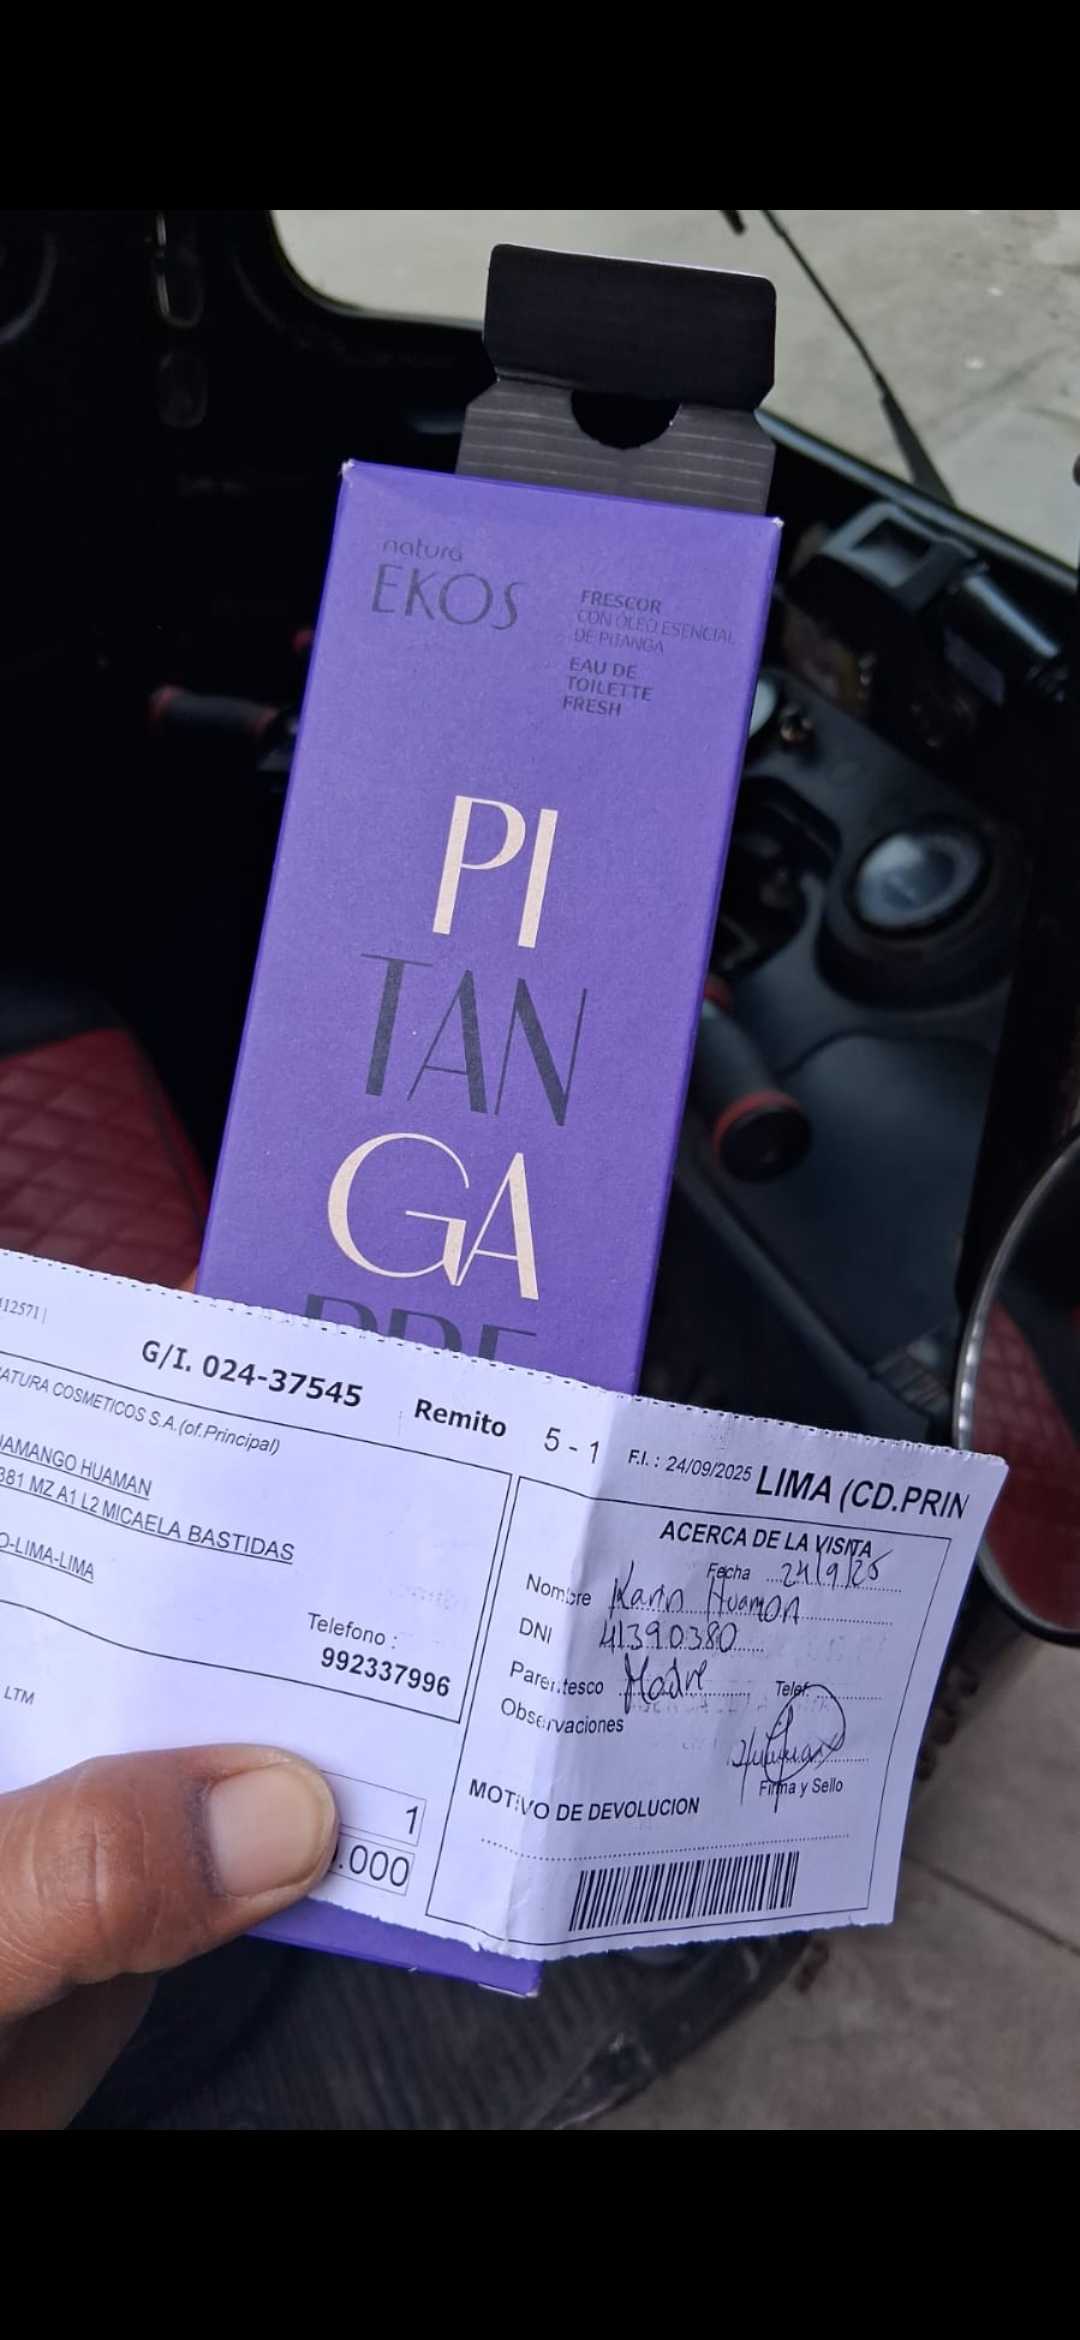 natura
EKOS
FRESCOR
CON ÓLEO ESENCIAL
DE PITANGA
EAU DE
TOILETTE
FRESH
PI
TAN
GA
PRE
12571|
G/I. 024-37545 Remito 5 - 1 F.I. : 24/09/2025 LIMA (CD.PRIN
ATURA COSMETICOS S.A.(of.Principal)
AMANGO HUAMAN
381 MZ A1 L2 MICAELA BASTIDAS
O-LIMA-LIMA
Telefono :
992337996
LTM
1
.000
ACERCA DE LA VISITA
Fecha 24/9/25
Nombre Karin Huaman
DNI 41390380
Parentesco Madre Telef.
Observaciones
Firma y Sello
MOTIVO DE DEVOLUCION